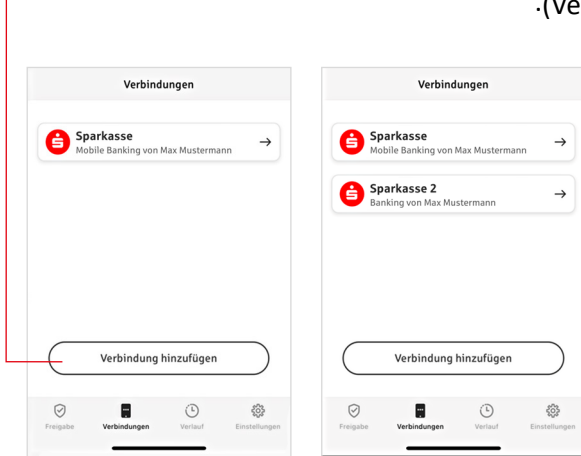 .(Ve
Verbindungen
Sparkasse
Mobile Banking von Max Mustermann
Verbindung hinzufügen
Freigabe Verbindungen Verlauf Einstellungen
Verbindungen
Sparkasse
Mobile Banking von Max Mustermann
Sparkasse 2
Banking von Max Mustermann
Verbindung hinzufügen
Freigabe Verbindungen Verlauf Einstellungen